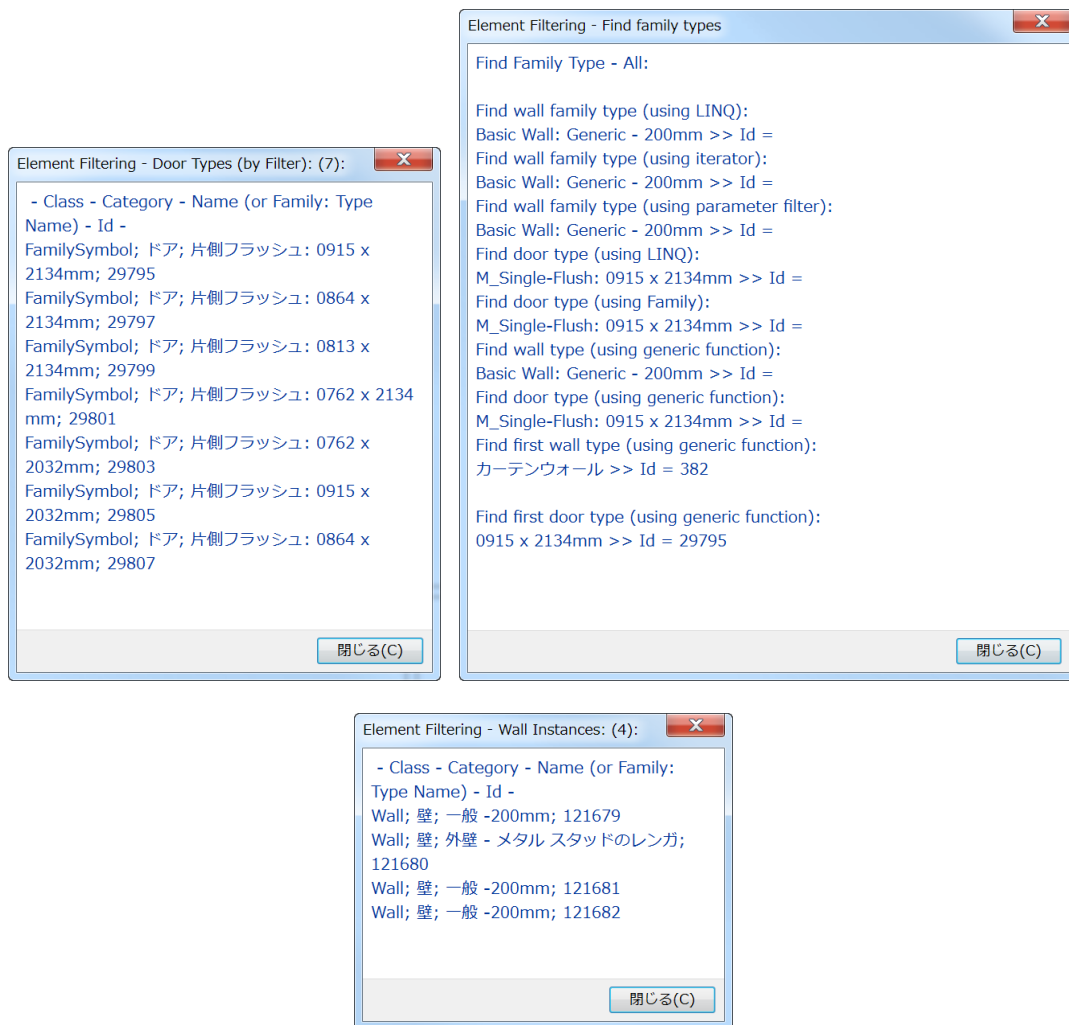 Element Filtering - Door Types (by Filter): (7):
- Class - Category - Name (or Family: Type
Name) - Id -
FamilySymbol; ドア; 片側フラッシュ: 0915 x
2134mm; 29795
FamilySymbol; ドア; 片側フラッシュ: 0864 x
2134mm; 29797
FamilySymbol; ドア; 片側フラッシュ: 0813 x
2134mm; 29799
FamilySymbol; ドア; 片側フラッシュ: 0762 x 2134
mm; 29801
FamilySymbol; ドア; 片側フラッシュ: 0762 x
2032mm; 29803
FamilySymbol; ドア; 片側フラッシュ: 0915 x
2032mm; 29805
FamilySymbol; ドア; 片側フラッシュ: 0864 x
2032mm; 29807
閉じる(C)
Element Filtering - Find family types
Find Family Type - All:
Find wall family type (using LINQ):
Basic Wall: Generic - 200mm >> Id =
Find wall family type (using iterator):
Basic Wall: Generic - 200mm >> Id =
Find wall family type (using parameter filter):
Basic Wall: Generic - 200mm >> Id =
Find door type (using LINQ):
M_Single-Flush: 0915 x 2134mm >> Id =
Find door type (using Family):
M_Single-Flush: 0915 x 2134mm >> Id =
Find wall type (using generic function):
Basic Wall: Generic - 200mm >> Id =
Find door type (using generic function):
M_Single-Flush: 0915 x 2134mm >> Id =
Find first wall type (using generic function):
カーテンウォール >> Id = 382
Find first door type (using generic function):
0915 x 2134mm >> Id = 29795
閉じる(C)
Element Filtering - Wall Instances: (4):
- Class - Category - Name (or Family:
Type Name) - Id -
Wall; 壁; 一般 -200mm; 121679
Wall; 壁; 外壁 - メタル スタッドのレンガ;
121680
Wall; 壁; 一般 -200mm; 121681
Wall; 壁; 一般 -200mm; 121682
閉じる(C)